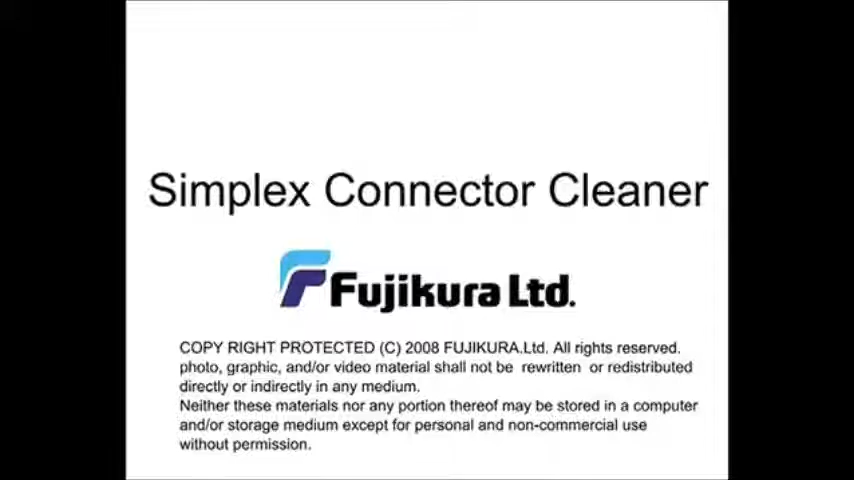 Simplex Connector Cleaner
Fujikura Ltd.
COPY RIGHT PROTECTED (C) 2008 FUJIKURA.Ltd. All rights reserved.
photo, graphic, and/or video material shall not be rewritten or redistributed
directly or indirectly in any medium.
Neither these materials nor any portion thereof may be stored in a computer
and/or storage medium except for personal and non-commercial use
without permission.